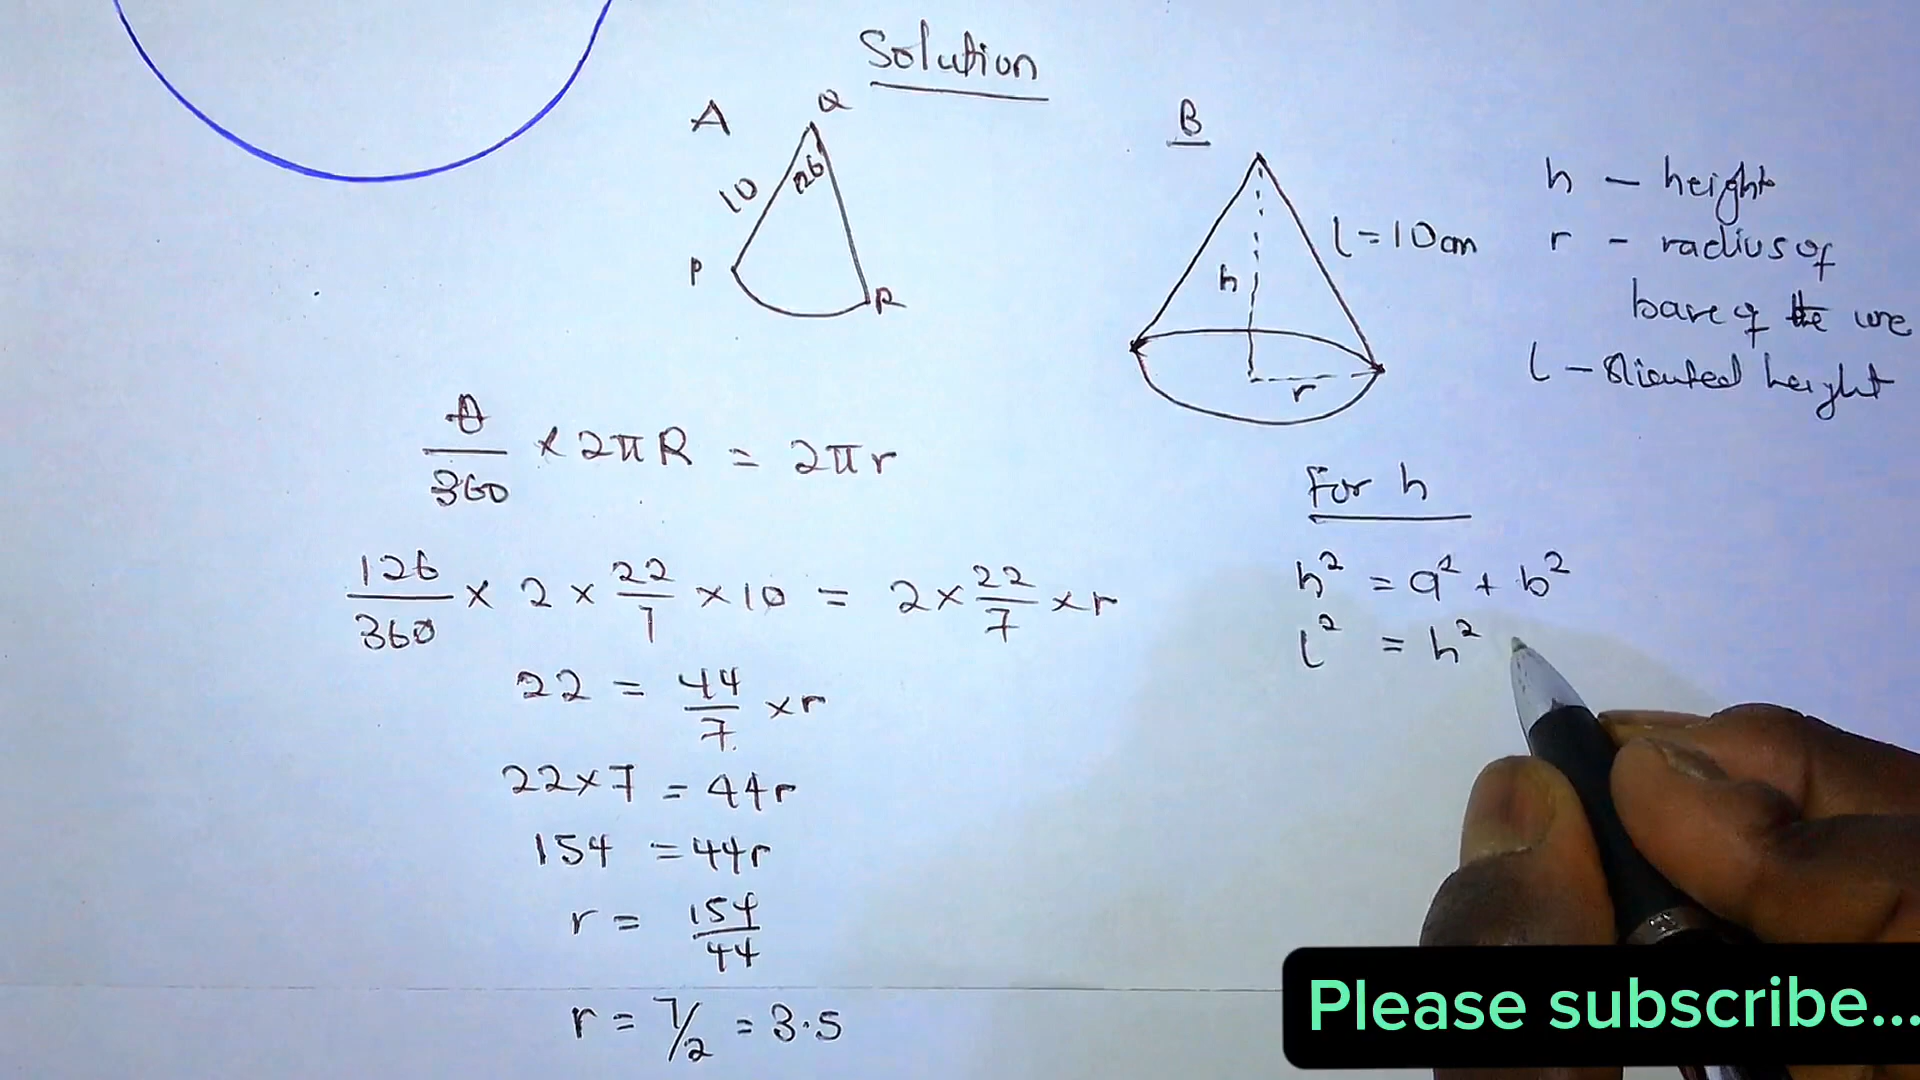 Solution
A
Q
126
10
P
R
B
l = 10cm
h
r
h – height
r – radius of
base of the cone
l – slanted height
θ/360 × 2πR = 2πr
126/360 × 2 × 22/7 × 10 = 2 × 22/7 × r
22 = 44/7 × r
22×7 = 44r
154 = 44r
r = 154/44
r = 7/2 = 3.5
For h
h² = a² + b²
l² = h²
Please subscribe...